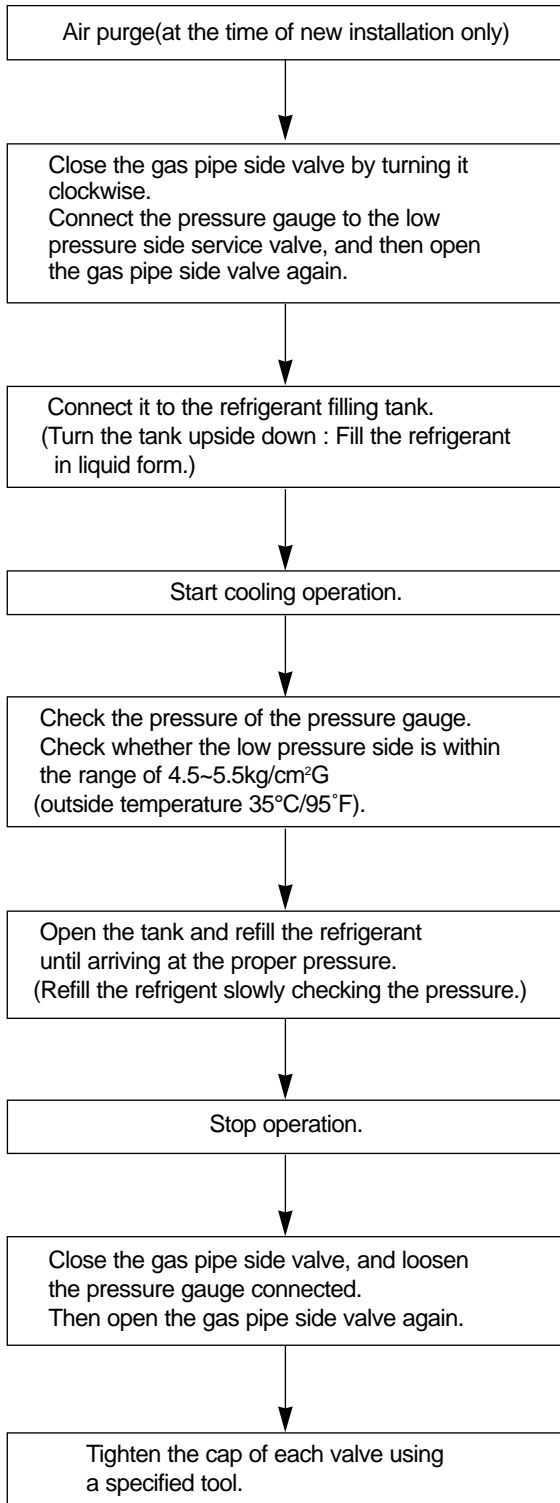 Air purge(at the time of new installation only)
Close the gas pipe side valve by turning it
clockwise.
Connect the pressure gauge to the low
pressure side service valve, and then open
the gas pipe side valve again.
Connect it to the refrigerant filling tank.
(Turn the tank upside down : Fill the refrigerant
in liquid form.)
Start cooling operation.
Check the pressure of the pressure gauge.
Check whether the low pressure side is within
the range of 4.5~5.5kg/cm²G
(outside temperature 35°C/95˚F).
Open the tank and refill the refrigerant
until arriving at the proper pressure.
(Refill the refrigent slowly checking the pressure.)
Stop operation.
Close the gas pipe side valve, and loosen
the pressure gauge connected.
Then open the gas pipe side valve again.
Tighten the cap of each valve using
a specified tool.